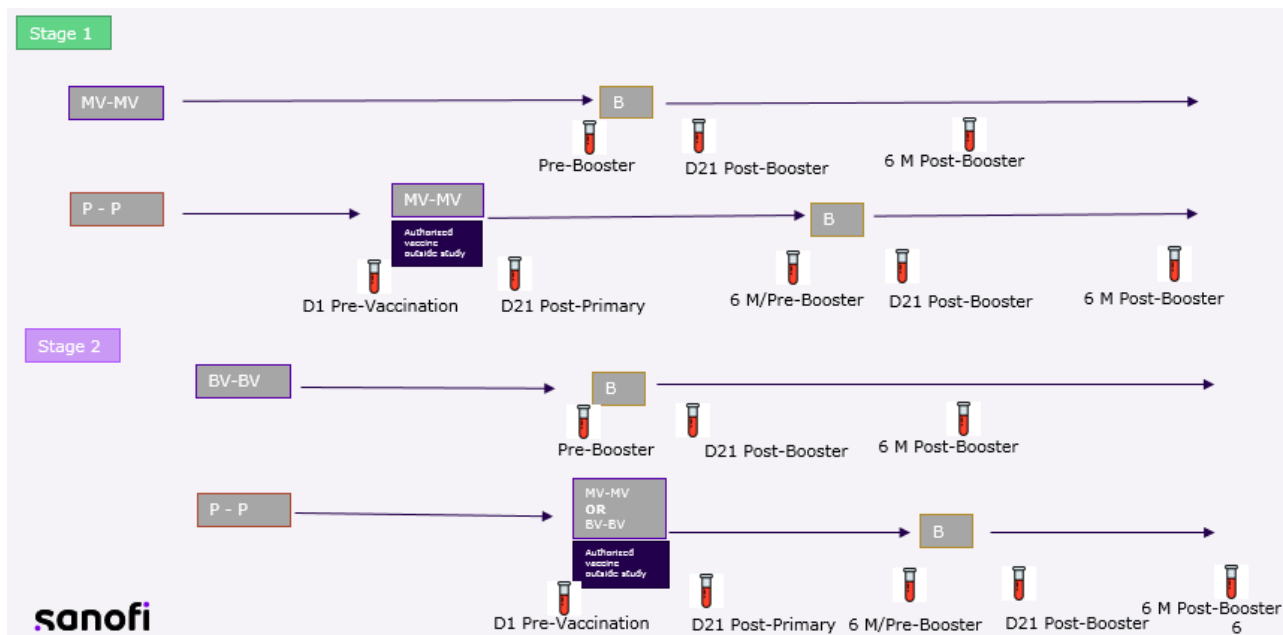 Stage 1
MV-MV
B
Pre-Booster
D21 Post-Booster
6 M Post-Booster
P - P
MV-MV
Authorized
vaccine
outside study
B
D1 Pre-Vaccination
D21 Post-Primary
6 M/Pre-Booster
D21 Post-Booster
6 M Post-Booster
Stage 2
BV-BV
B
Pre-Booster
D21 Post-Booster
6 M Post-Booster
P - P
MV-MV
OR
BV-BV
Authorized
vaccine
outside study
B
D1 Pre-Vaccination
D21 Post-Primary
6 M/Pre-Booster
D21 Post-Booster
6 M Post-Booster
sanofi
6